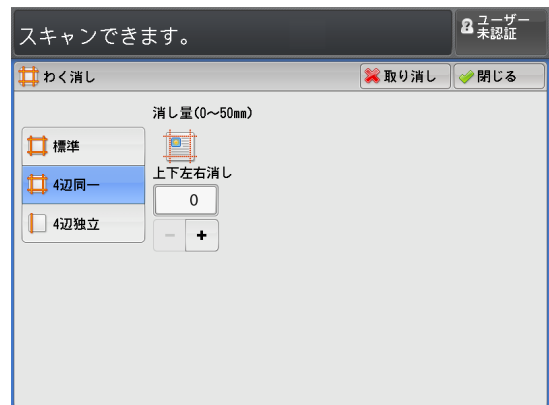 スキャンできます。
ユーザー
未認証
わく消し
取り消し
閉じる
消し量(0～50㎜)
標準
4辺同一
4辺独立
上下左右消し
0
− +